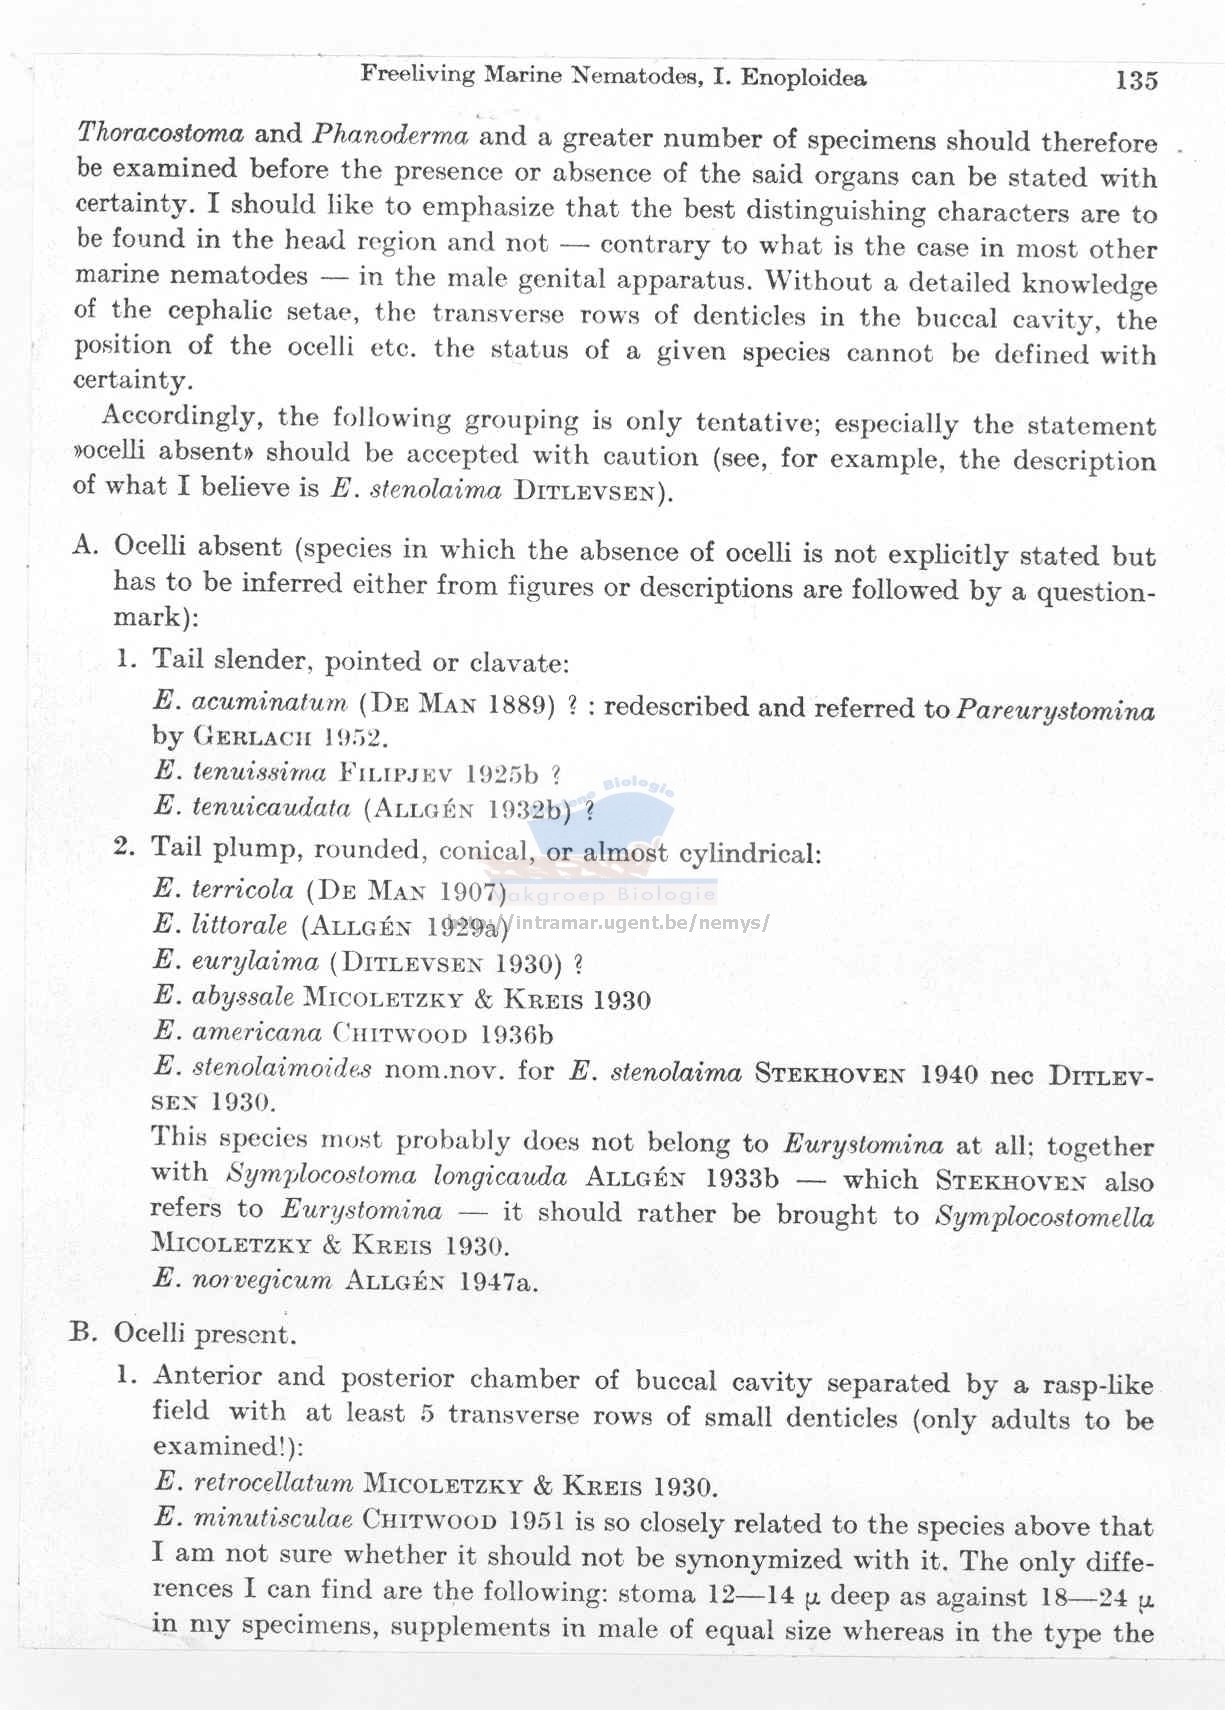 Freeliving Marine Nematodes, I. Enoploidea 135
Thoracostoma and Phanoderma and a greater number of specimens should therefore
be examined before the presence or absence of the said organs can be stated with
certainty. I should like to emphasize that the best distinguishing characters are to
be found in the head region and not — contrary to what is the case in most other
marine nematodes — in the male genital apparatus. Without a detailed knowledge
of the cephalic setae, the transverse rows of denticles in the buccal cavity, the
position of the ocelli etc. the status of a given species cannot be defined with
certainty.
Accordingly, the following grouping is only tentative; especially the statement
»ocelli absent» should be accepted with caution (see, for example, the description
of what I believe is E. stenolaima DITLEVSEN).
A. Ocelli absent (species in which the absence of ocelli is not explicitly stated but
has to be inferred either from figures or descriptions are followed by a question-
mark):
1. Tail slender, pointed or clavate:
E. acuminatum (DE MAN 1889) ? : redescribed and referred to Pareurystomina
by GERLACH 1952.
E. tenuissima FILIPJEV 1925b ?
E. tenuicaudata (ALLGÉN 1932b) ?
Biologie
2. Tail plump, rounded, conical, or almost cylindrical:
E. terricola (DE MAN 1907)
Vakgroep Biologie
E. littorale (ALLGÉN 1929a)
http://intramar.ugent.be/nemys/
E. eurylaima (DITLEVSEN 1930) ?
E. abyssale MICOLETZKY & KREIS 1930
E. americana CHITWOOD 1936b
E. stenolaimoides nom.nov. for E. stenolaima STEKHOVEN 1940 nec DITLEV-
SEN 1930.
This species most probably does not belong to Eurystomina at all; together
with Symplocostoma longicauda ALLGÉN 1933b — which STEKHOVEN also
refers to Eurystomina — it should rather be brought to Symplocostomella
MICOLETZKY & KREIS 1930.
E. norvegicum ALLGÉN 1947a.
B. Ocelli present.
1. Anterior and posterior chamber of buccal cavity separated by a rasp-like
field with at least 5 transverse rows of small denticles (only adults to be
examined!):
E. retrocellatum MICOLETZKY & KREIS 1930.
E. minutisculae CHITWOOD 1951 is so closely related to the species above that
I am not sure whether it should not be synonymized with it. The only diffe-
rences I can find are the following: stoma 12—14 µ deep as against 18—24 µ
in my specimens, supplements in male of equal size whereas in the type the